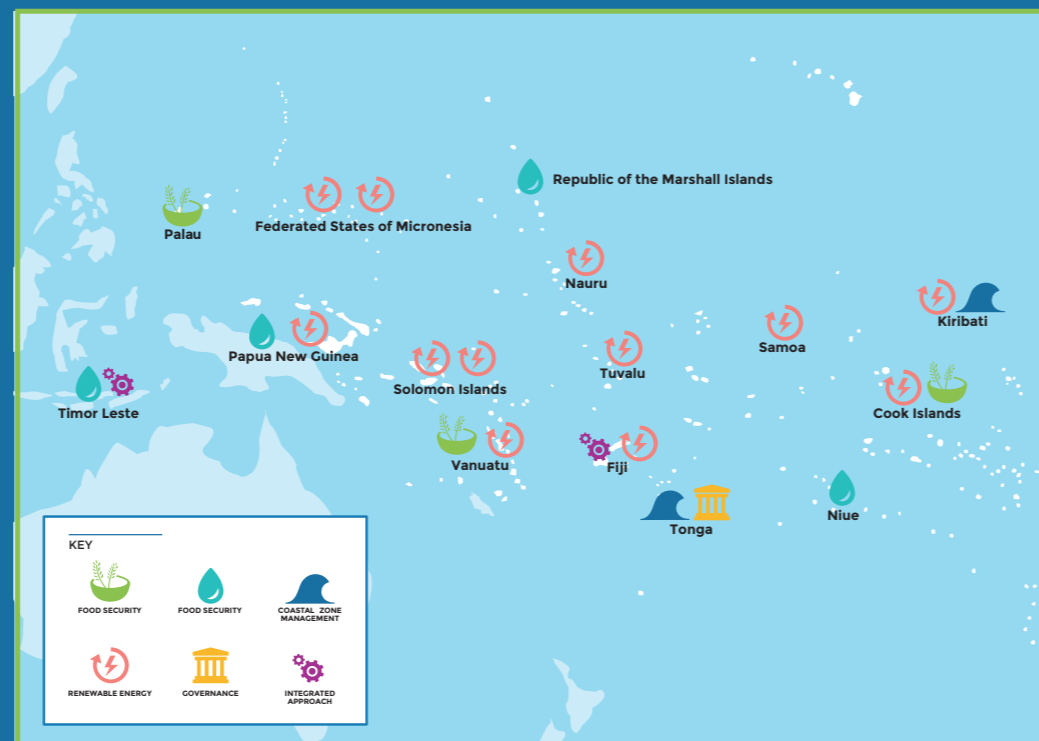 Republic of the Marshall Islands
Palau
Federated States of Micronesia
Nauru
Kiribati
Samoa
Papua New Guinea
Tuvalu
Solomon Islands
Timor Leste
Cook Islands
Vanuatu
Fiji
Niue
Tonga
KEY
FOOD SECURITY
FOOD SECURITY
COASTAL ZONE
MANAGEMENT
RENEWABLE ENERGY
GOVERNANCE
INTEGRATED
APPROACH